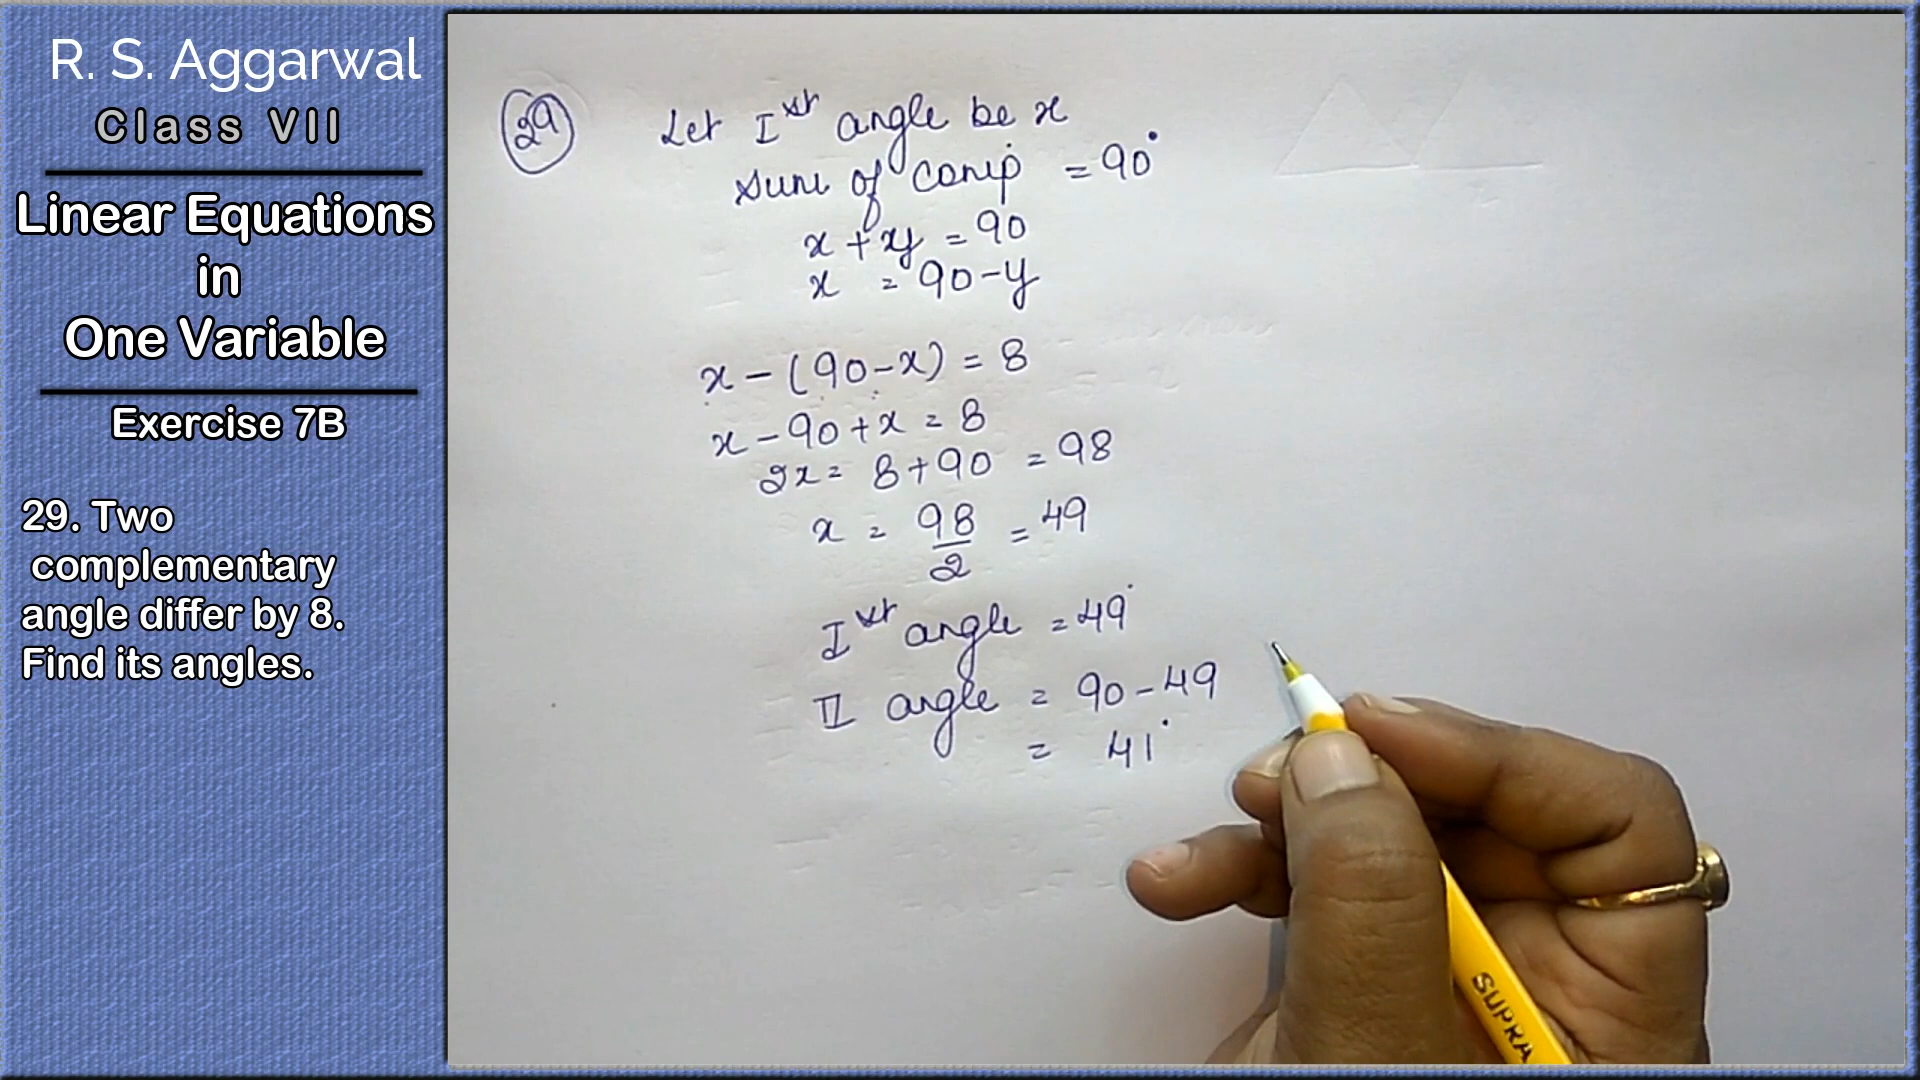 R. S. Aggarwal
Class VII
Linear Equations
in
One Variable
Exercise 7B
29. Two
complementary
angle differ by 8.
Find its angles.
29
Let Ist angle be x
Sum of comp = 90°
x + xy = 90
x = 90 - y
x - (90 - x) = 8
x - 90 + x = 8
2x = 8 + 90 = 98
x = 98/2 = 49
Ist angle = 49°
II angle = 90 - 49
= 41°
SUPRA